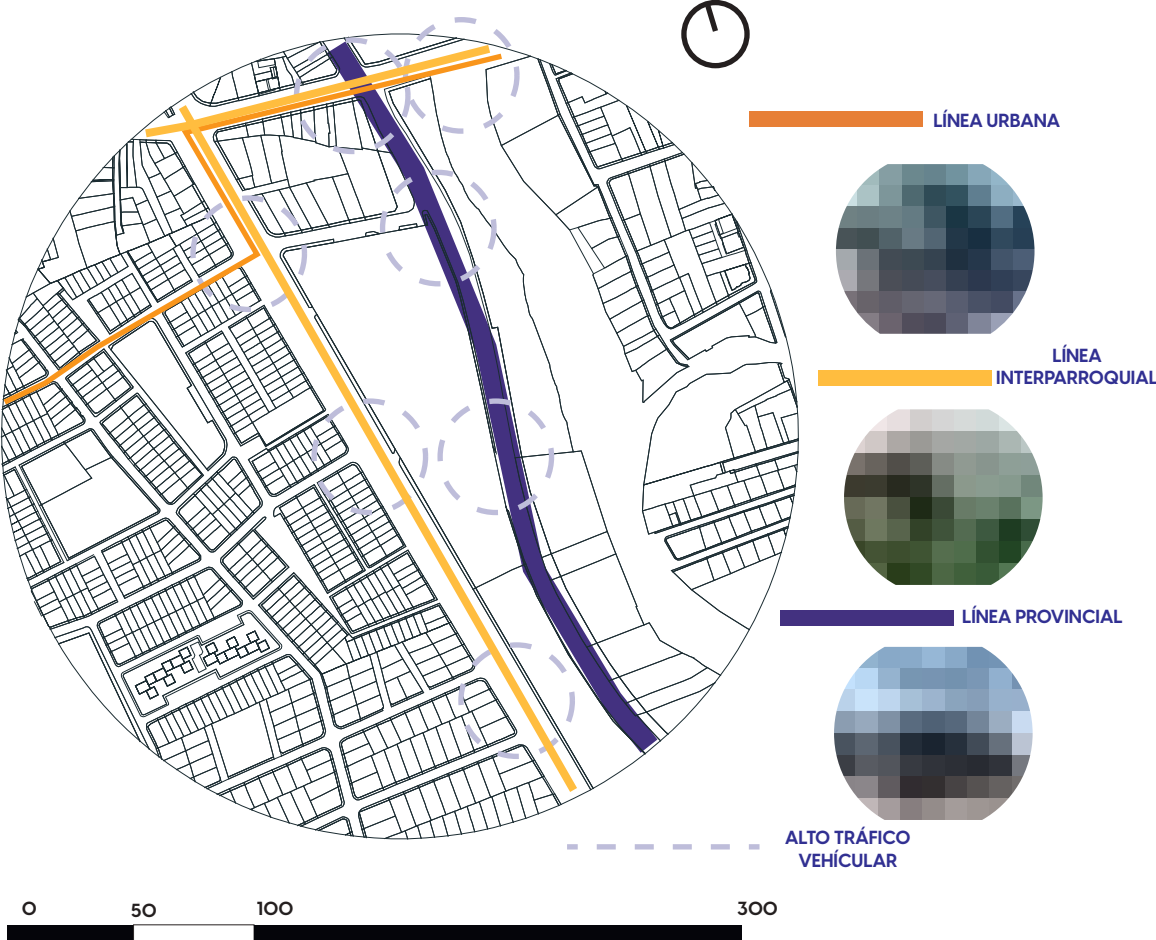 LÍNEA URBANA
LÍNEA
INTERPARROQUIAL
LÍNEA PROVINCIAL
ALTO TRÁFICO
VEHÍCULAR
0 50 100 300